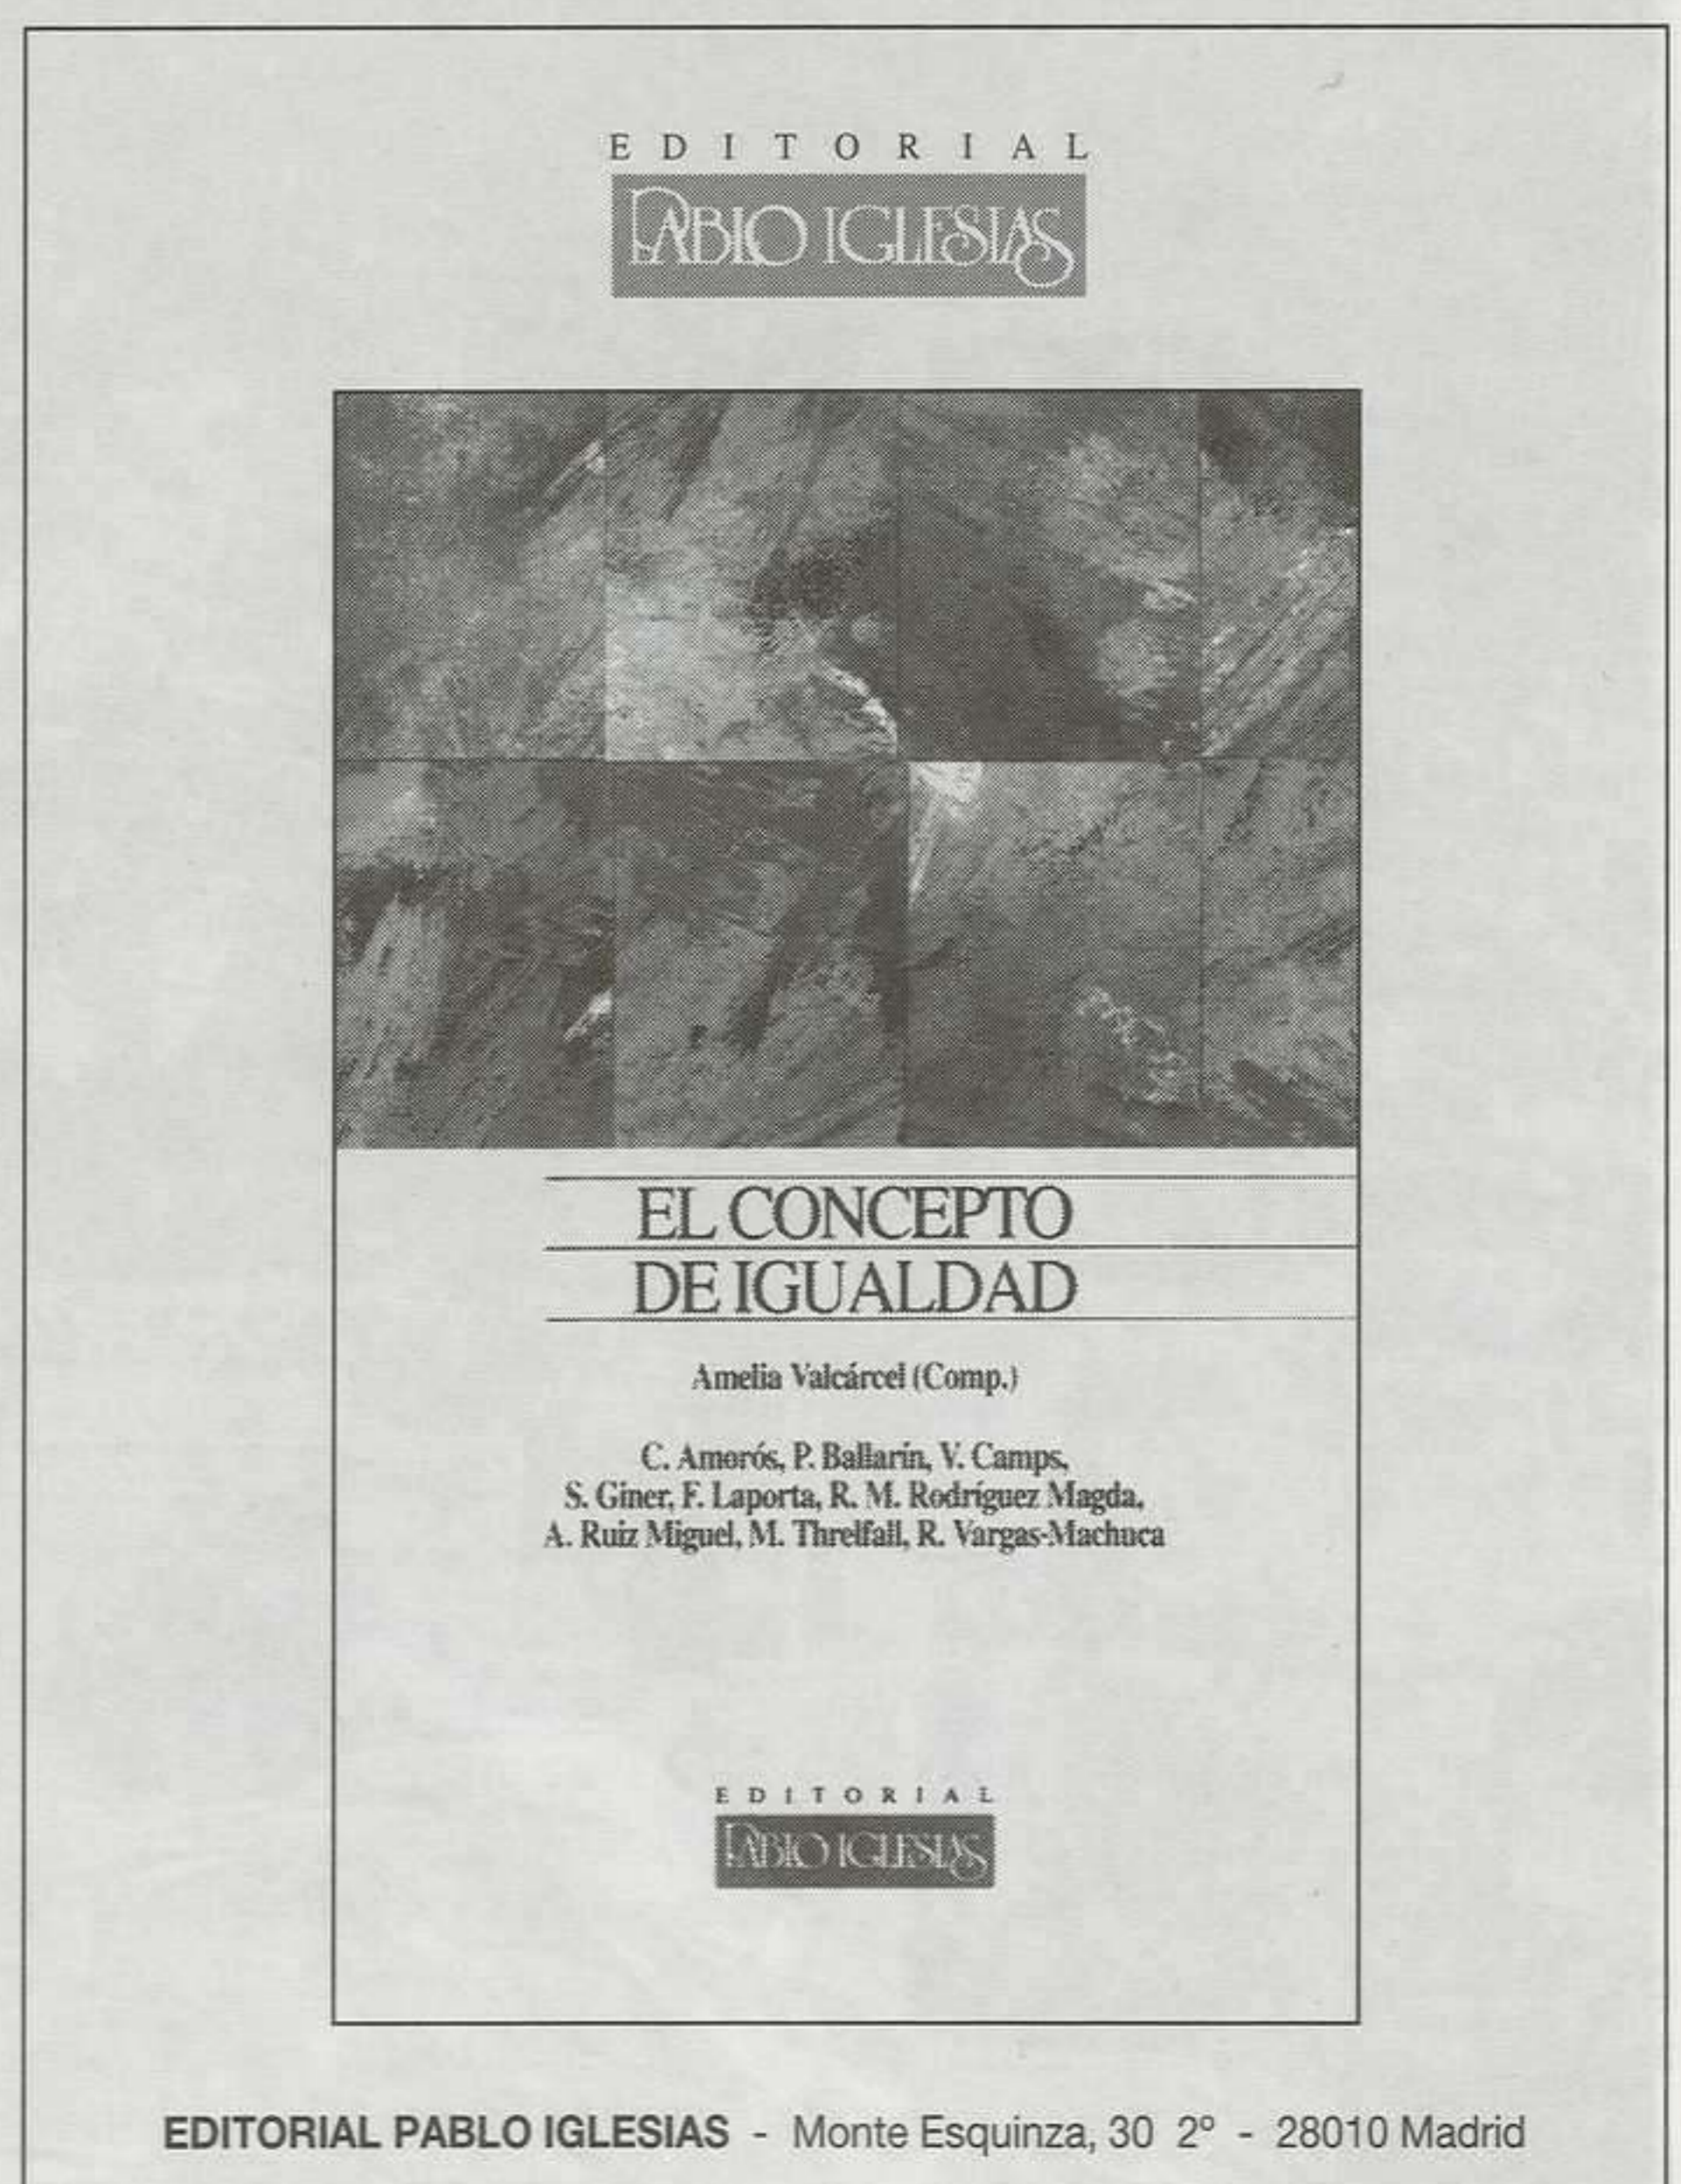 EDITORIAL
PABLO IGLESIAS
EL CONCEPTO
DE IGUALDAD
Amelia Valcárcel (Comp.)
C. Amorós, P. Ballarín, V. Camps,
S. Giner, F. Laporta, R. M. Rodríguez Magda,
A. Ruiz Miguel, M. Threlfall, R. Vargas-Machuca
EDITORIAL
PABLO IGLESIAS
EDITORIAL PABLO IGLESIAS - Monte Esquinza, 30 2º - 28010 Madrid